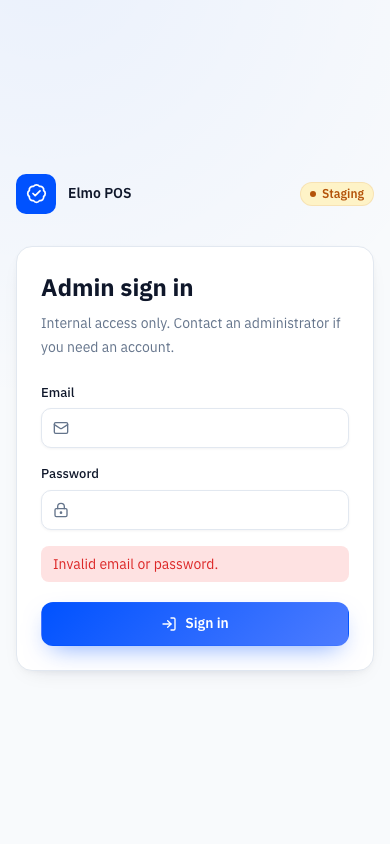 Elmo POS
Staging
Admin sign in
Internal access only. Contact an administrator if
you need an account.
Email
Password
Invalid email or password.
Sign in